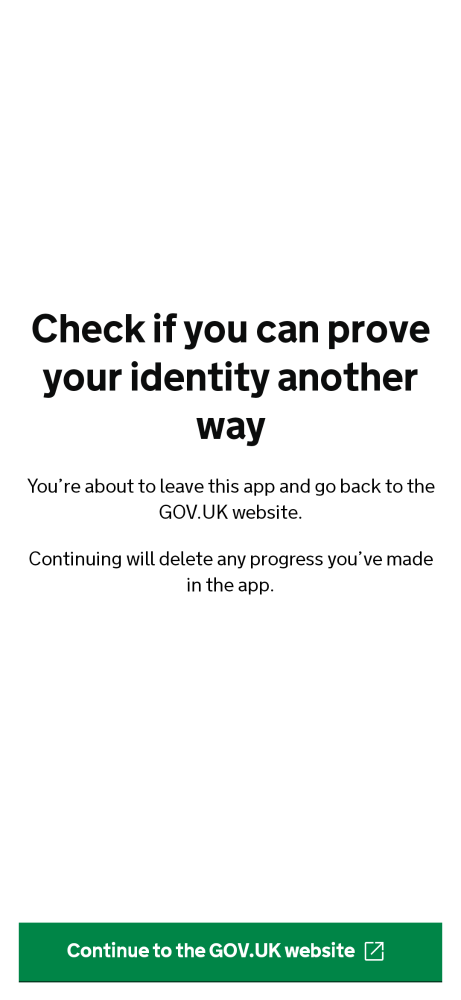 Check if you can prove
your identity another
way
You’re about to leave this app and go back to the
GOV.UK website.
Continuing will delete any progress you’ve made
in the app.
Continue to the GOV.UK website